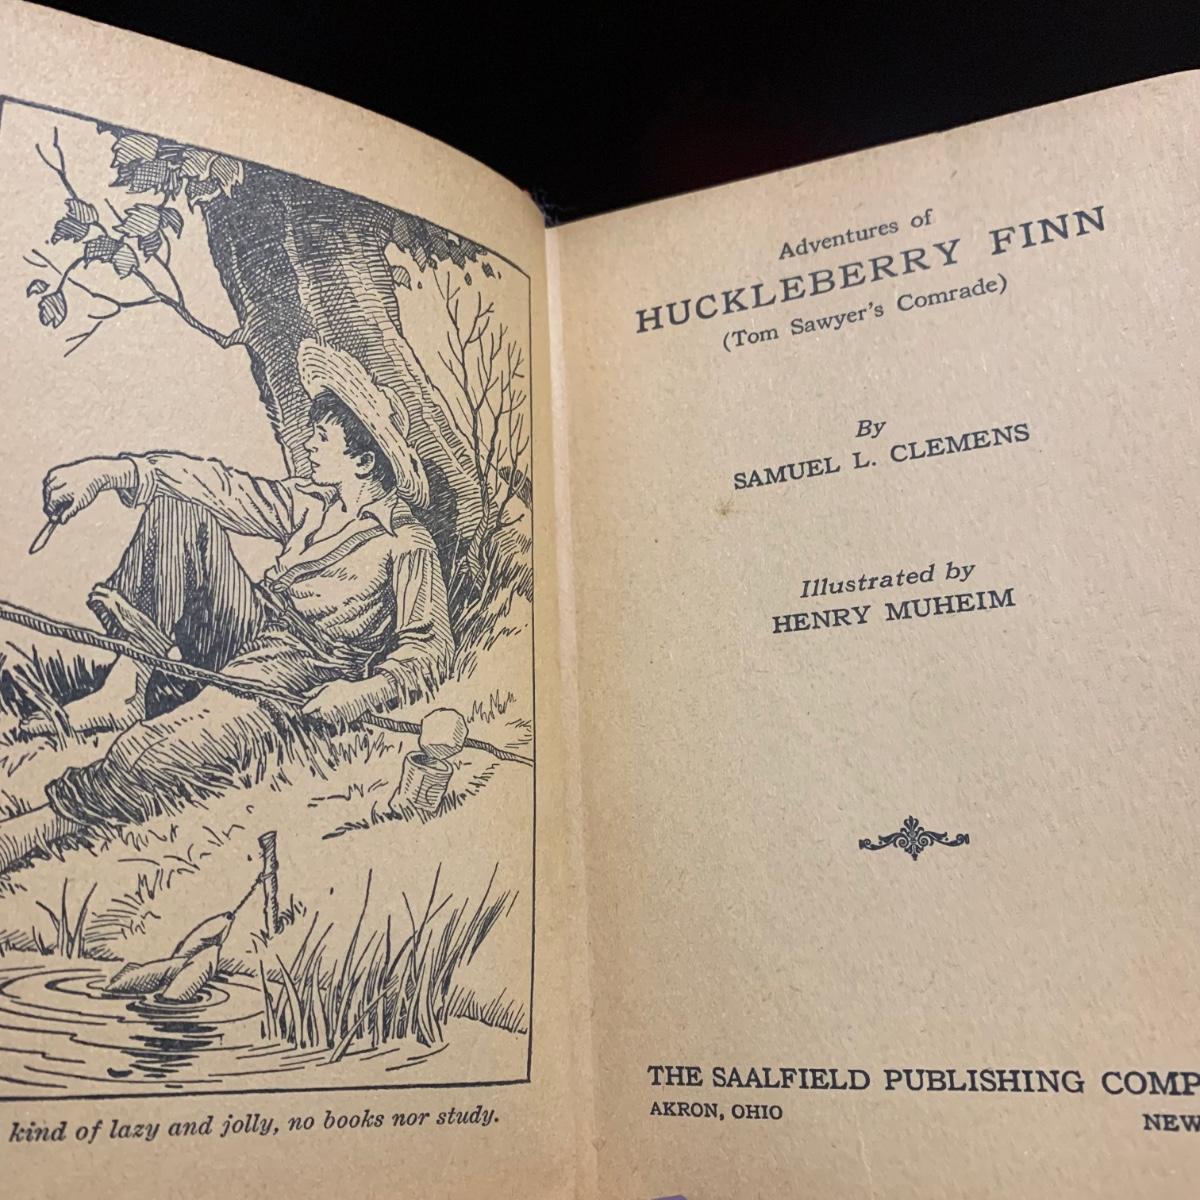 kind of lazy and jolly, no books nor study.
Adventures of
HUCKLEBERRY FINN
(Tom Sawyer's Comrade)
By
SAMUEL L. CLEMENS
Illustrated by
HENRY MUHEIM
THE SAALFIELD PUBLISHING COMP
AKRON, OHIO NEW